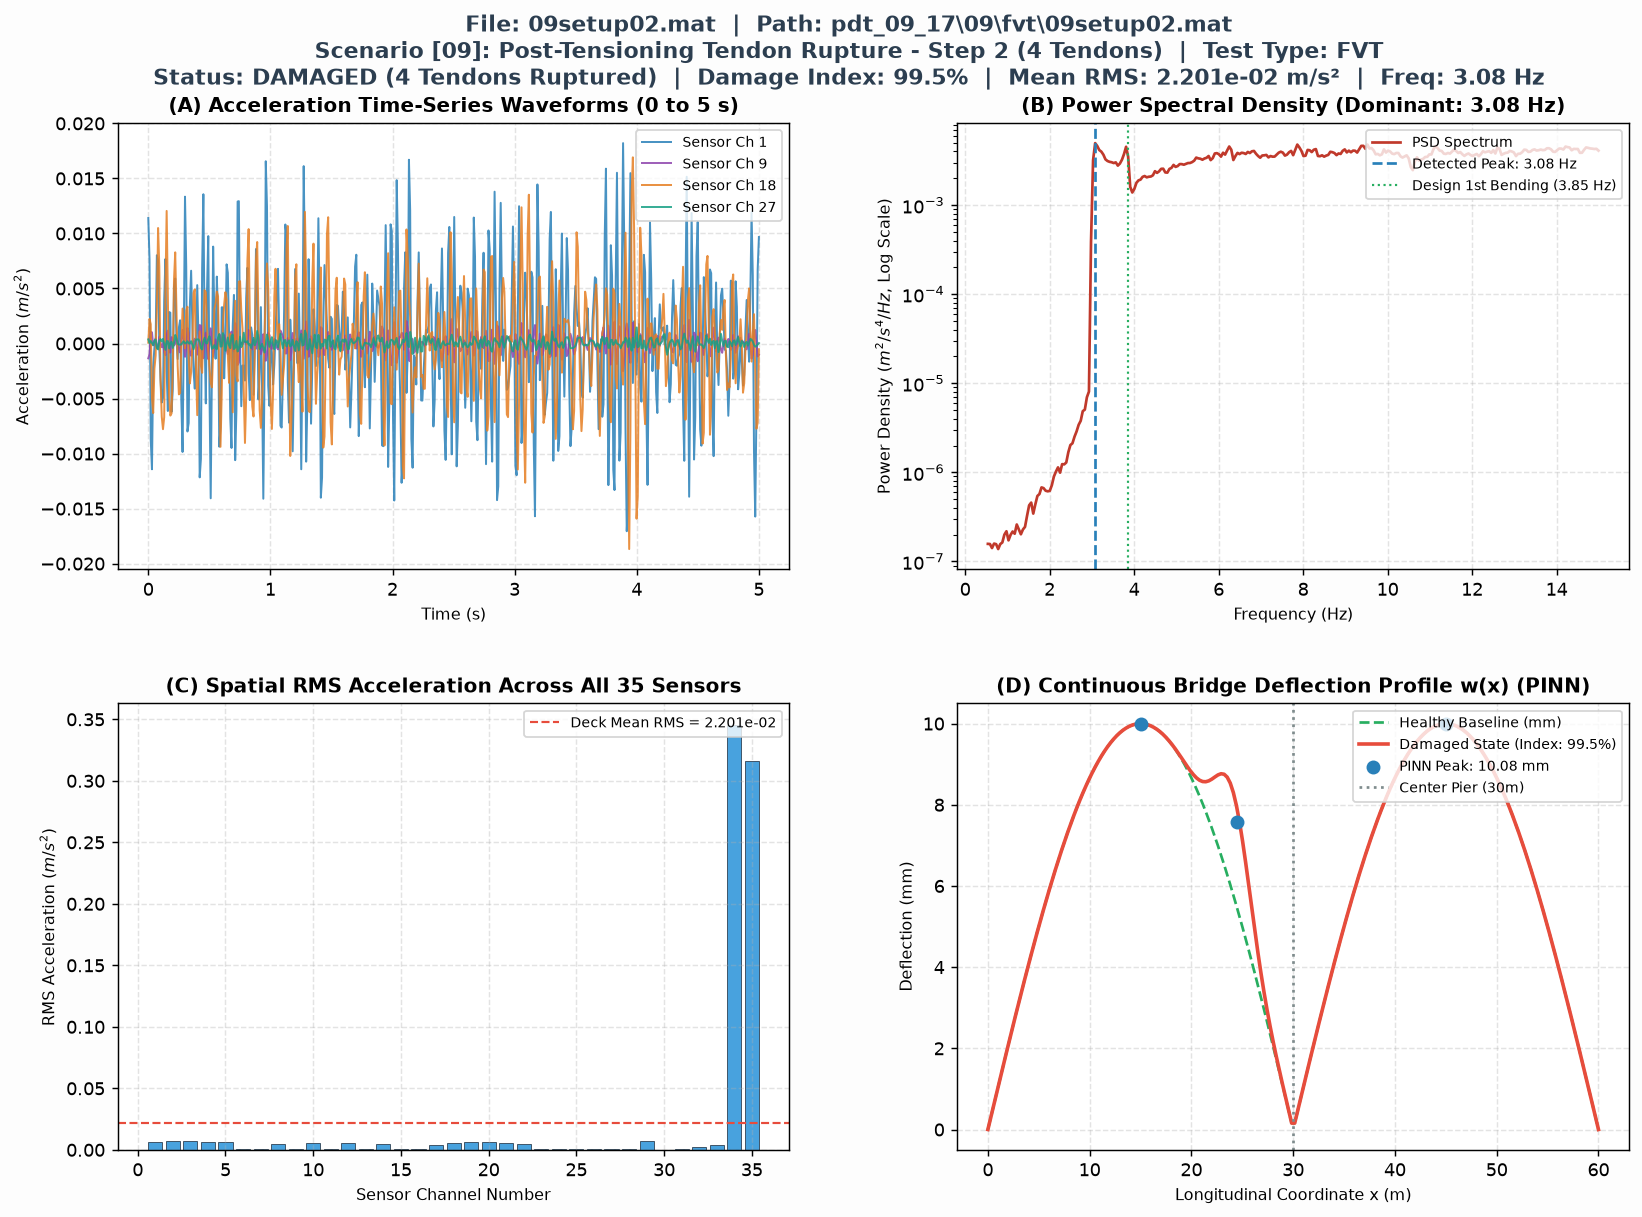 File: 09setup02.mat | Path: pdt_09_17\09\fvt\09setup02.mat
Scenario [09]: Post-Tensioning Tendon Rupture - Step 2 (4 Tendons) | Test Type: FVT
Status: DAMAGED (4 Tendons Ruptured) | Damage Index: 99.5% | Mean RMS: 2.201e-02 m/s² | Freq: 3.08 Hz
(A) Acceleration Time-Series Waveforms (0 to 5 s)
Sensor Ch 1
Sensor Ch 9
Sensor Ch 18
Sensor Ch 27
0.020
0.015
0.010
0.005
0.000
−0.005
−0.010
−0.015
−0.020
Acceleration (m/s²)
0 1 2 3 4 5
Time (s)
(B) Power Spectral Density (Dominant: 3.08 Hz)
PSD Spectrum
Detected Peak: 3.08 Hz
Design 1st Bending (3.85 Hz)
10⁻³
10⁻⁴
10⁻⁵
10⁻⁶
10⁻⁷
Power Density (m²/s⁴/Hz, Log Scale)
0 2 4 6 8 10 12 14
Frequency (Hz)
(C) Spatial RMS Acceleration Across All 35 Sensors
Deck Mean RMS = 2.201e-02
0.35
0.30
0.25
0.20
0.15
0.10
0.05
0.00
RMS Acceleration (m/s²)
0 5 10 15 20 25 30 35
Sensor Channel Number
(D) Continuous Bridge Deflection Profile w(x) (PINN)
Healthy Baseline (mm)
Damaged State (Index: 99.5%)
PINN Peak: 10.08 mm
Center Pier (30m)
10
8
6
4
2
0
Deflection (mm)
0 10 20 30 40 50 60
Longitudinal Coordinate x (m)